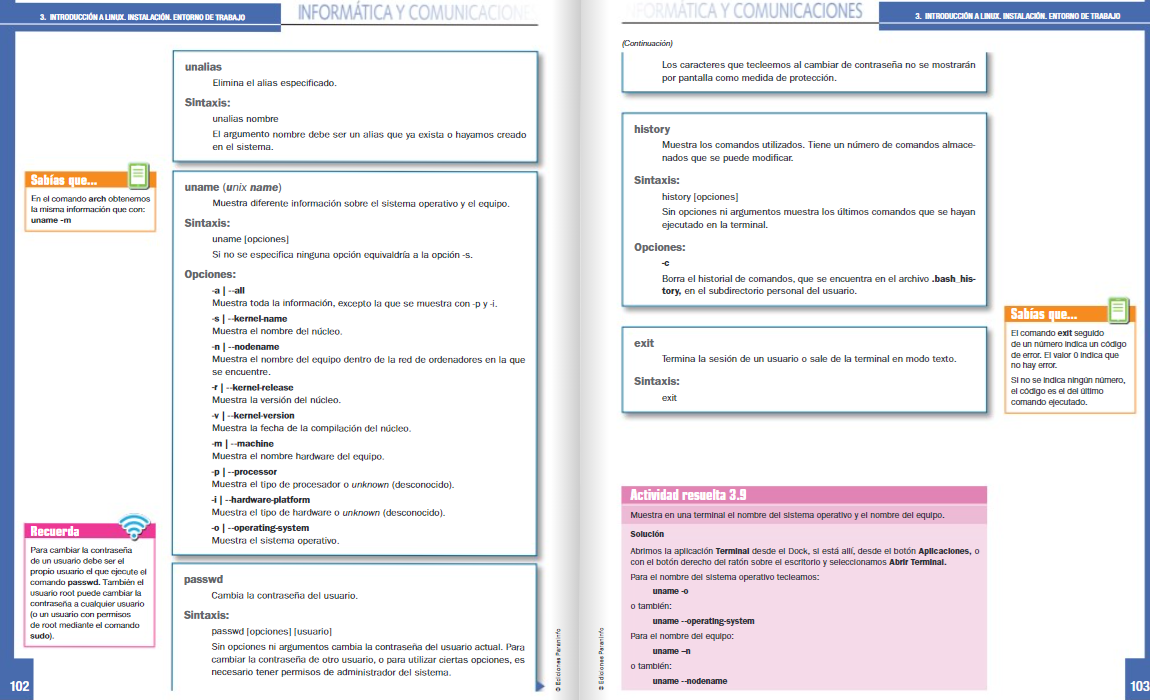 3. INTRODUCCIÓN A LINUX. INSTALACIÓN. ENTORNO DE TRABAJO
INFORMÁTICA Y COMUNICACIONES
unalias
Elimina el alias especificado.
Sintaxis:
unalias nombre
El argumento nombre debe ser un alias que ya exista o hayamos creado
en el sistema.
Sabías que...
En el comando arch obtenemos
la misma información que con:
uname -m
uname (unix name)
Muestra diferente información sobre el sistema operativo y el equipo.
Sintaxis:
uname [opciones]
Si no se especifica ninguna opción equivaldría a la opción -s.
Opciones:
-a | --all
Muestra toda la información, excepto la que se muestra con -p y -i.
-s | --kernel-name
Muestra el nombre del núcleo.
-n | --nodename
Muestra el nombre del equipo dentro de la red de ordenadores en la que
se encuentre.
-r | --kernel-release
Muestra la versión del núcleo.
-v | --kernel-version
Muestra la fecha de la compilación del núcleo.
-m | --machine
Muestra el nombre hardware del equipo.
-p | --processor
Muestra el tipo de procesador o unknown (desconocido).
-i | --hardware-platform
Muestra el tipo de hardware o unknown (desconocido).
-o | --operating-system
Muestra el sistema operativo.
Recuerda
Para cambiar la contraseña
de un usuario debe ser el
propio usuario el que ejecute el
comando passwd. También el
usuario root puede cambiar la
contraseña a cualquier usuario
(o un usuario con permisos
de root mediante el comando
sudo).
passwd
Cambia la contraseña del usuario.
Sintaxis:
passwd [opciones] [usuario]
Sin opciones ni argumentos cambia la contraseña del usuario actual. Para
cambiar la contraseña de otro usuario, o para utilizar ciertas opciones, es
necesario tener permisos de administrador del sistema.
© Ediciones Paraninfo
102
INFORMÁTICA Y COMUNICACIONES
3. INTRODUCCIÓN A LINUX. INSTALACIÓN. ENTORNO DE TRABAJO
(Continuación)
Los caracteres que tecleemos al cambiar de contraseña no se mostrarán
por pantalla como medida de protección.
history
Muestra los comandos utilizados. Tiene un número de comandos almace-
nados que se puede modificar.
Sintaxis:
history [opciones]
Sin opciones ni argumentos muestra los últimos comandos que se hayan
ejecutado en la terminal.
Opciones:
-c
Borra el historial de comandos, que se encuentra en el archivo .bash_his-
tory, en el subdirectorio personal del usuario.
exit
Termina la sesión de un usuario o sale de la terminal en modo texto.
Sintaxis:
exit
Sabías que...
El comando exit seguido
de un número indica un código
de error. El valor 0 indica que
no hay error.
Si no se indica ningún número,
el código es el del último
comando ejecutado.
Actividad resuelta 3.9
Muestra en una terminal el nombre del sistema operativo y el nombre del equipo.
Solución
Abrimos la aplicación Terminal desde el Dock, si está allí, desde el botón Aplicaciones, o
con el botón derecho del ratón sobre el escritorio y seleccionamos Abrir Terminal.
Para el nombre del sistema operativo tecleamos:
uname -o
o también:
uname --operating-system
Para el nombre del equipo:
uname –n
o también:
uname --nodename
© Ediciones Paraninfo
103